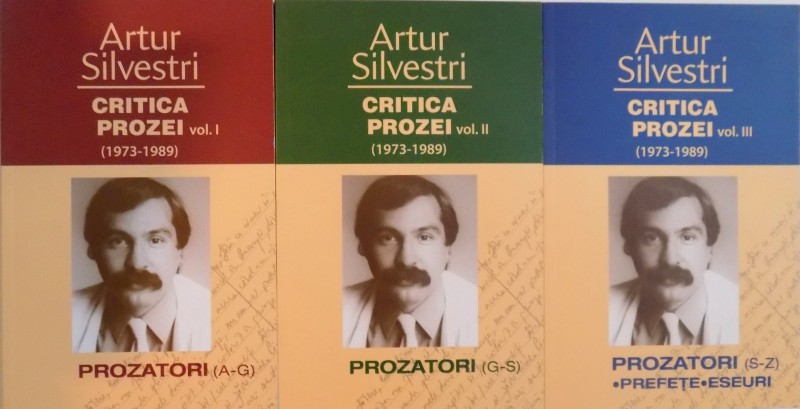 Artur
Silvestri
CRITICA
PROZEI vol. I
(1973-1989)
PROZATORI (A-G)
Artur
Silvestri
CRITICA
PROZEI vol. II
(1973-1989)
PROZATORI (G-S)
Artur
Silvestri
CRITICA
PROZEI vol. III
(1973-1989)
PROZATORI (S-Z)
•PREFEȚE•ESEURI